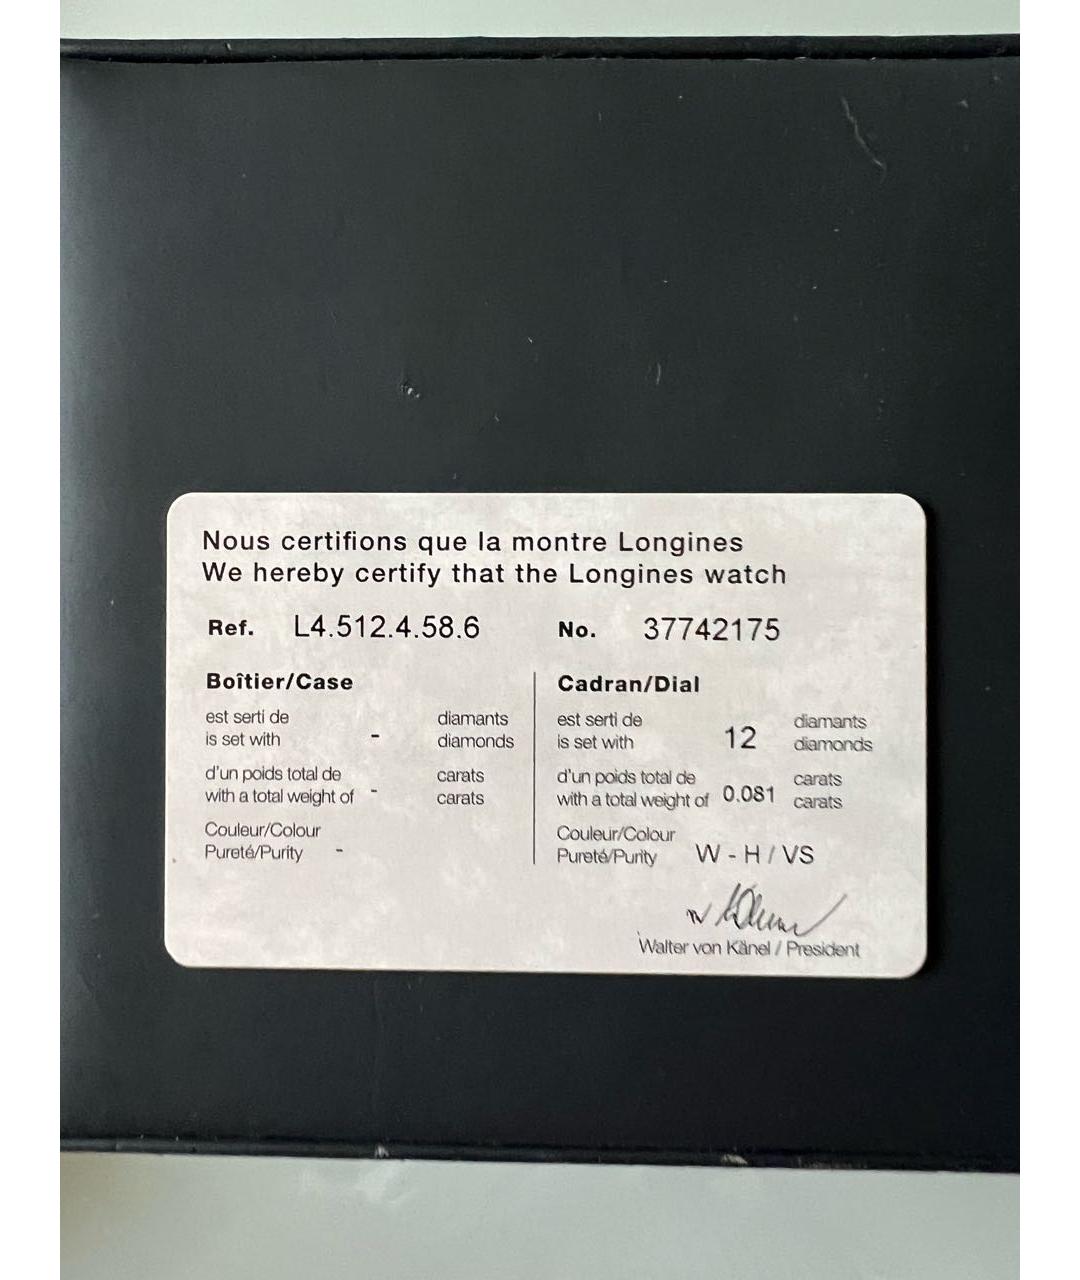 Nous certifions que la montre Longines
We hereby certify that the Longines watch
Ref. L4.512.4.58.6 No. 37742175
Boîtier/Case
est serti de diamants
is set with - diamonds
d'un poids total de carats
with a total weight of - carats
Couleur/Colour
Pureté/Purity -
Cadran/Dial
est serti de diamants
is set with 12 diamonds
d'un poids total de carats
with a total weight of 0.081 carats
Couleur/Colour
Pureté/Purity W - H / VS
Walter von Känel / President